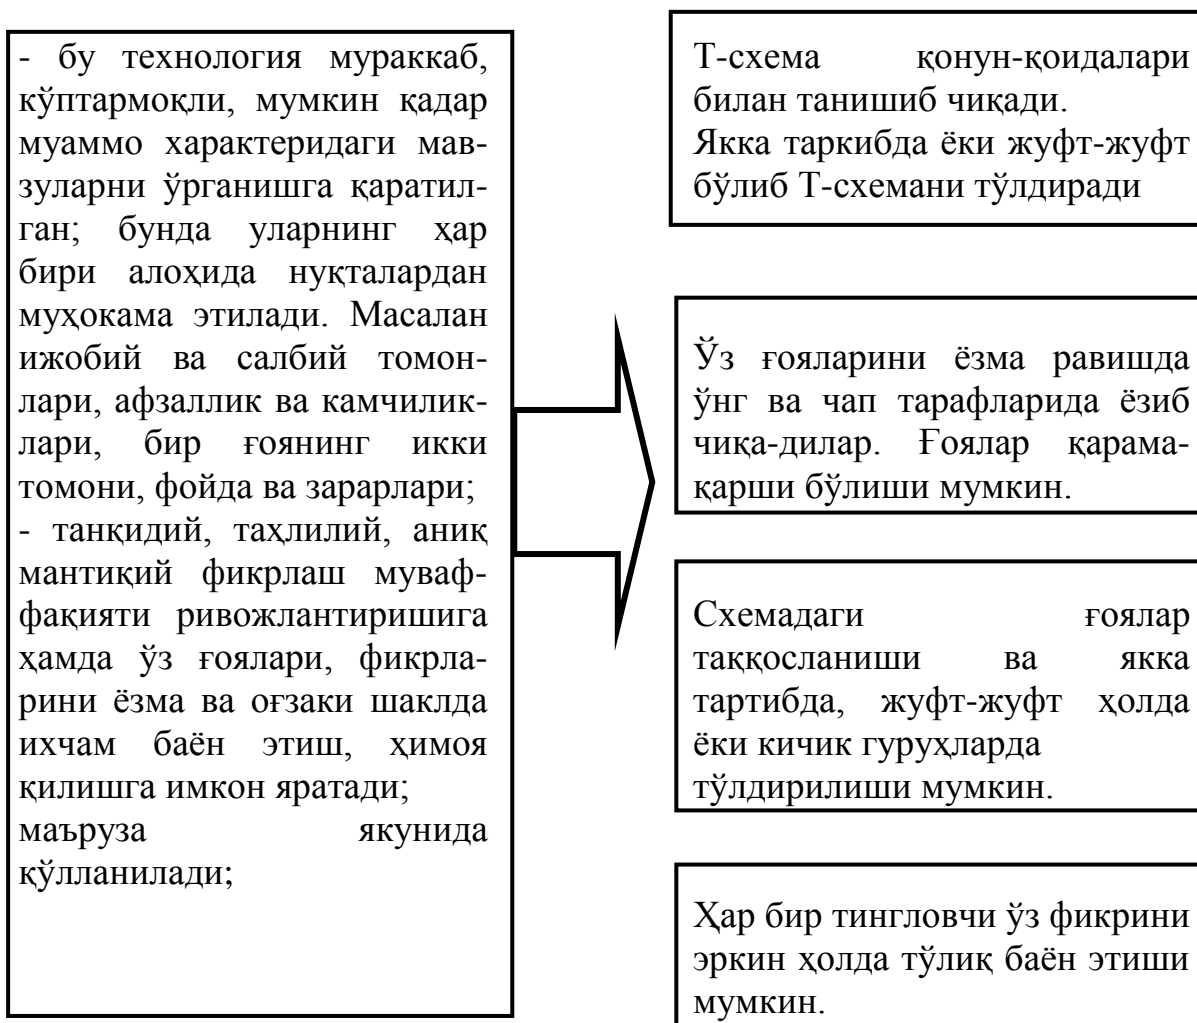 - бу технология мураккаб,
кўптармоқли, мумкин қадар
муаммо характеридаги мав-
зуларни ўрганишга қаратил-
ган; бунда уларнинг ҳар
бири алоҳида нуқталардан
муҳокама этилади. Масалан
ижобий ва салбий томон-
лари, афзаллик ва камчилик-
лари, бир ғоянинг икки
томони, фойда ва зарарлари;
- танқидий, таҳлилий, аниқ
мантиқий фикрлаш муваф-
фақияти ривожлантиришига
ҳамда ўз ғоялари, фикрла-
рини ёзма ва оғзаки шаклда
ихчам баён этиш, ҳимоя
қилишга имкон яратади;
маъруза якунида
қўлланилади;
Т-схема қонун-қоидалари
билан танишиб чиқади.
Якка таркибда ёки жуфт-жуфт
бўлиб Т-схемани тўлдиради
Ўз ғояларини ёзма равишда
ўнг ва чап тарафларида ёзиб
чиқа-дилар. Ғоялар қарама-
қарши бўлиши мумкин.
Схемадаги ғоялар
таққосланиши ва якка
тартибда, жуфт-жуфт ҳолда
ёки кичик гуруҳларда
тўлдирилиши мумкин.
Ҳар бир тингловчи ўз фикрини
эркин ҳолда тўлиқ баён этиши
мумкин.